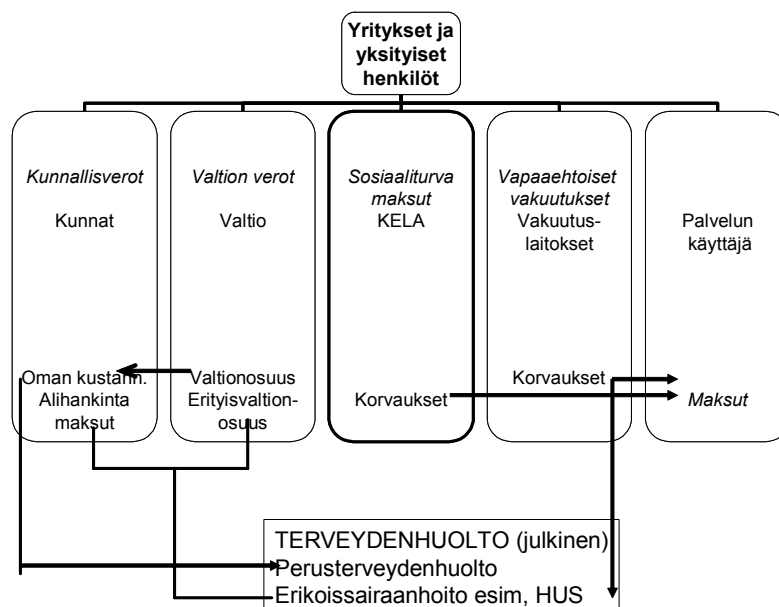 Yritykset ja
yksityiset
henkilöt
Kunnallisverot
Kunnat
Oman kustann.
Alihankinta
maksut
Valtion verot
Valtio
Valtionosuus
Erityisvaltion-
osuus
Sosiaaliturva
maksut
KELA
Korvaukset
Vapaaehtoiset
vakuutukset
Vakuutus-
laitokset
Korvaukset
Palvelun
käyttäjä
Maksut
TERVEYDENHUOLTO (julkinen)
Perusterveydenhuolto
Erikoissairaanhoito esim, HUS